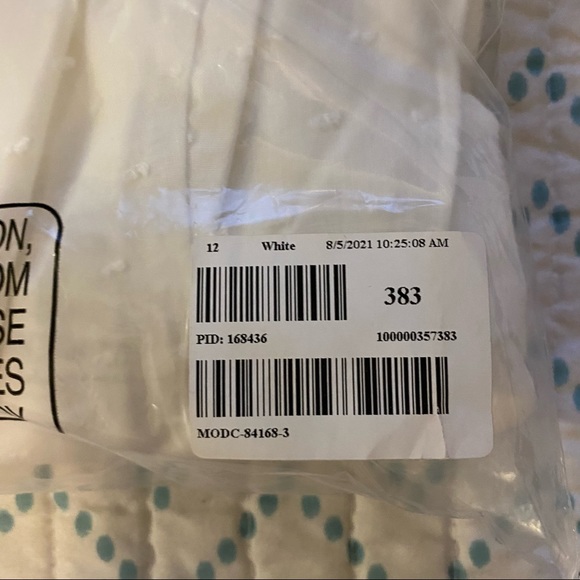 ON,
OM
SE
ES
12 White 8/5/2021 10:25:08 AM
383
PID: 168436 100000357383
MODC-84168-3